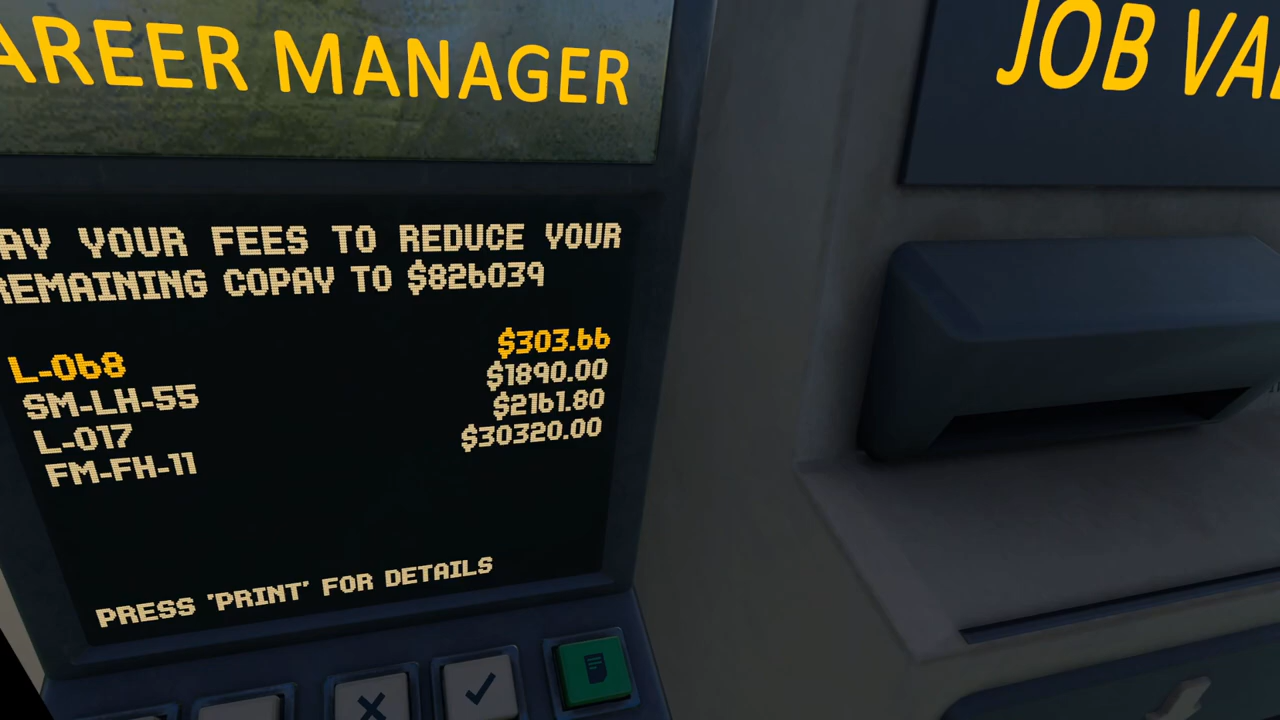 AREER MANAGER
JOB VA
AY YOUR FEES TO REDUCE YOUR
REMAINING COPAY TO $826039
L-068 $303.66
SM-LH-55 $1890.00
L-017 $2161.80
FM-FH-11 $30320.00
PRESS 'PRINT' FOR DETAILS